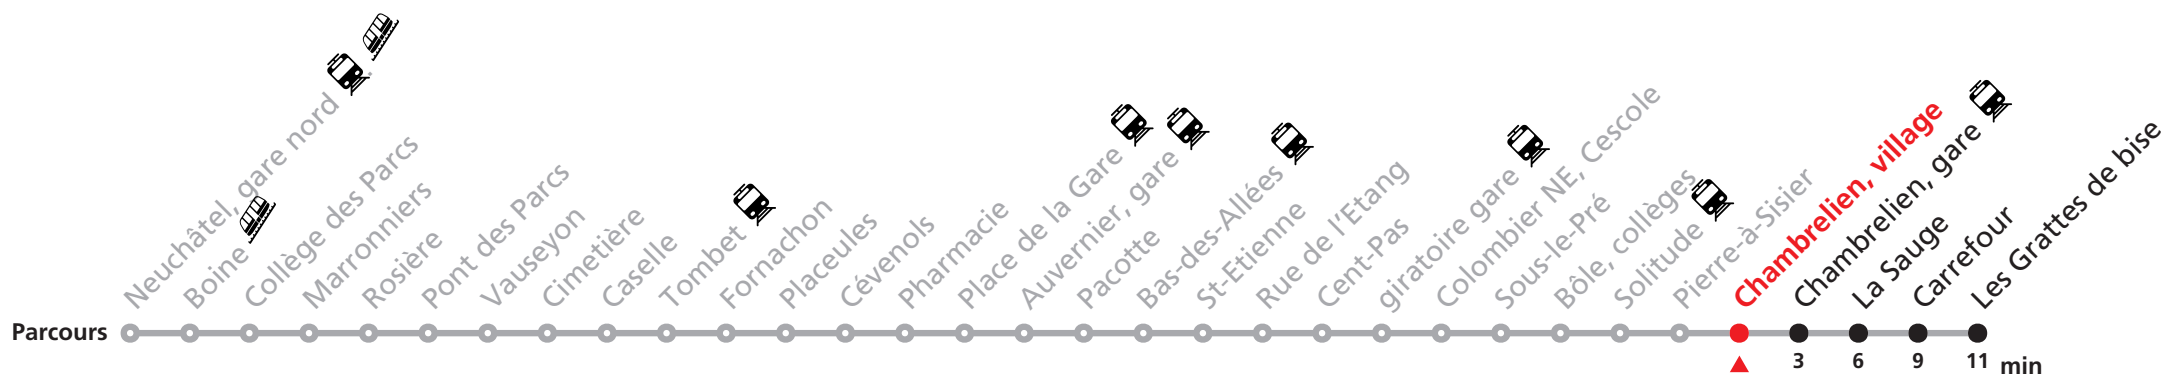 Neuchâtel, gare nord
Boine
Collège des Parcs
Marronniers
Rosière
Pont des Parcs
Vauseyon
Cimetière
Caselle
Tombet
Fornachon
Placeules
Cévenols
Pharmacie
Place de la Gare
Auvernier, gare
Pacotte
Bas-des-Allées
St-Etienne
Rue de l'Etang
Cent-Pas
giratoire gare
Colombier NE, Cescole
Sous-le-Pré
Bôle, collèges
Solitude
Pierre-à-Sisier
Chambrelien, village
Chambrelien, gare
La Sauge
Carrefour
Les Grattes de bise
Parcours
3 6 9 11 min